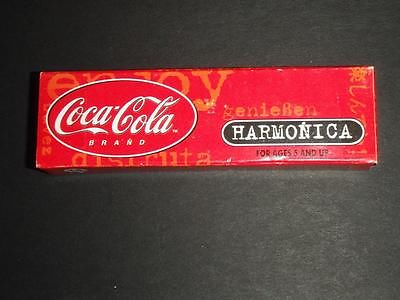 enjoy
Coca-Cola
BRAND
genießen
HARMONICA
disfruta
FOR AGES 5 AND UP